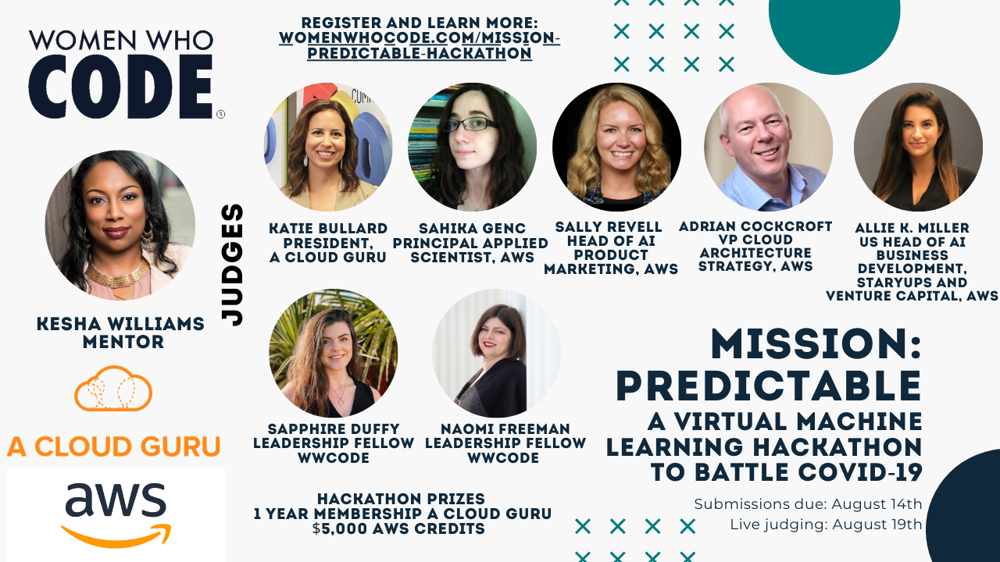 WOMEN WHO
CODE®
REGISTER AND LEARN MORE:
WOMENWHOCODE.COM/MISSION-
PREDICTABLE-HACKATHON
KESHA WILLIAMS
MENTOR
A CLOUD GURU
aws
JUDGES
KATIE BULLARD
PRESIDENT,
A CLOUD GURU
SAHIKA GENC
PRINCIPAL APPLIED
SCIENTIST, AWS
SALLY REVELL
HEAD OF AI
PRODUCT
MARKETING, AWS
ADRIAN COCKCROFT
VP CLOUD
ARCHITECTURE
STRATEGY, AWS
ALLIE K. MILLER
US HEAD OF AI
BUSINESS
DEVELOPMENT,
STARYUPS AND
VENTURE CAPITAL, AWS
SAPPHIRE DUFFY
LEADERSHIP FELLOW
WWCODE
NAOMI FREEMAN
LEADERSHIP FELLOW
WWCODE
MISSION:
PREDICTABLE
A VIRTUAL MACHINE
LEARNING HACKATHON
TO BATTLE COVID-19
Submissions due: August 14th
Live judging: August 19th
HACKATHON PRIZES
1 YEAR MEMBERSHIP A CLOUD GURU
$5,000 AWS CREDITS